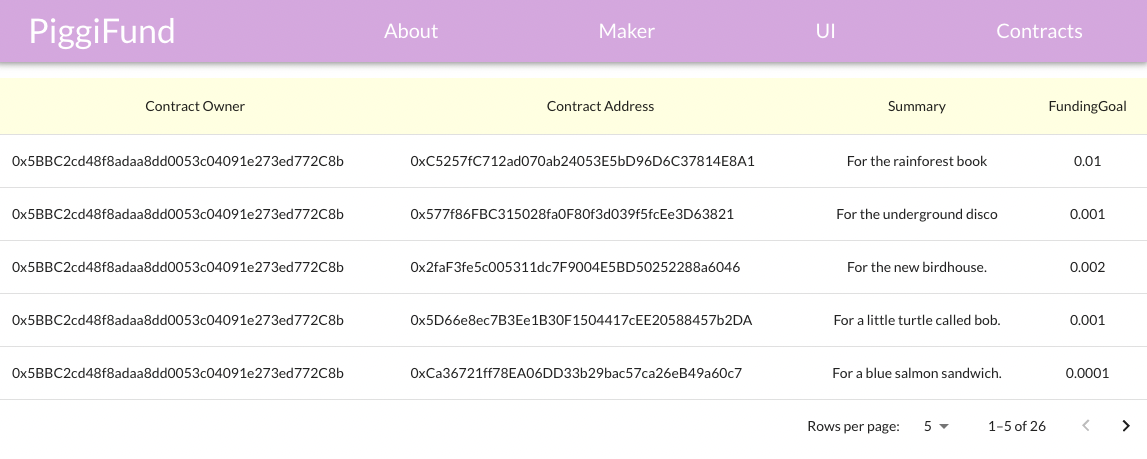 PiggiFund About Maker UI Contracts
Contract Owner Contract Address Summary FundingGoal
0x5BBC2cd48f8adaa8dd0053c04091e273ed772C8b 0xC5257fC712ad070ab24053E5bD96D6C37814E8A1 For the rainforest book 0.01
0x5BBC2cd48f8adaa8dd0053c04091e273ed772C8b 0x577f86FBC315028fa0F80f3d039f5fcEe3D63821 For the underground disco 0.001
0x5BBC2cd48f8adaa8dd0053c04091e273ed772C8b 0x2faF3fe5c005311dc7F9004E5BD50252288a6046 For the new birdhouse. 0.002
0x5BBC2cd48f8adaa8dd0053c04091e273ed772C8b 0x5D66e8ec7B3Ee1B30F1504417cEE20588457b2DA For a little turtle called bob. 0.001
0x5BBC2cd48f8adaa8dd0053c04091e273ed772C8b 0xCa36721ff78EA06DD33b29bac57ca26eB49a60c7 For a blue salmon sandwich. 0.0001
Rows per page: 5 1–5 of 26